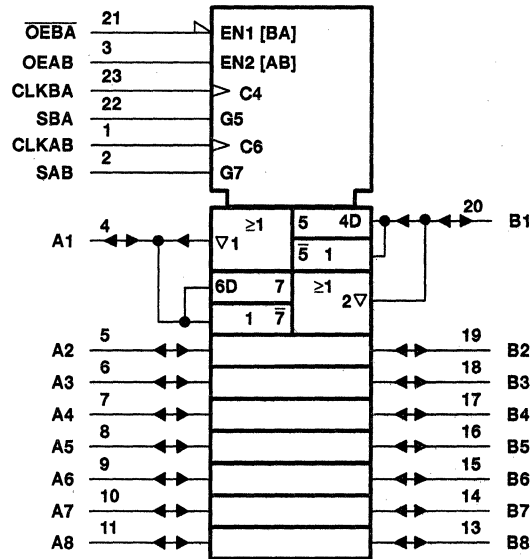 OEBA 21 EN1 [BA]
OEAB 3 EN2 [AB]
CLKBA 23 C4
SBA 22 G5
CLKAB 1 C6
SAB 2 G7
A1 4 ≥1 ▽1 5 4D 20 B1
5̅ 1
6D 7 ≥1 2▽
1 7̅
A2 5 19 B2
A3 6 18 B3
A4 7 17 B4
A5 8 16 B5
A6 9 15 B6
A7 10 14 B7
A8 11 13 B8